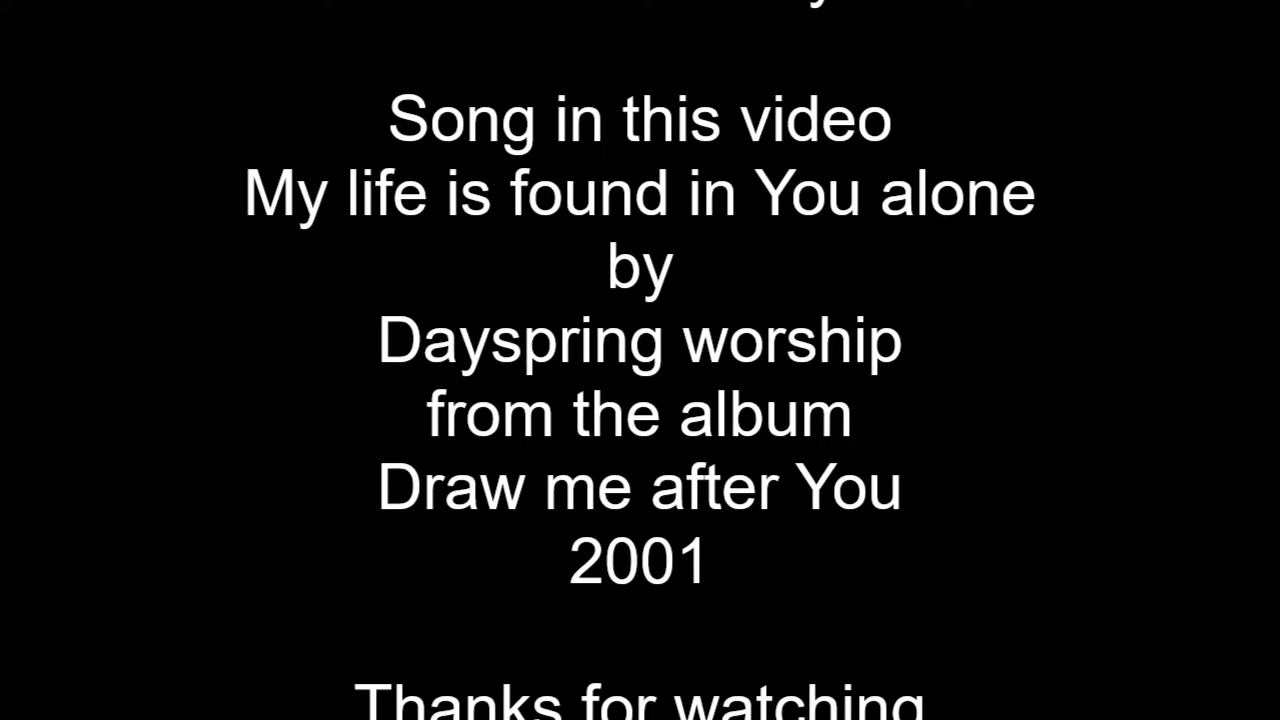 Song in this video
My life is found in You alone
by
Dayspring worship
from the album
Draw me after You
2001
Thanks for watching